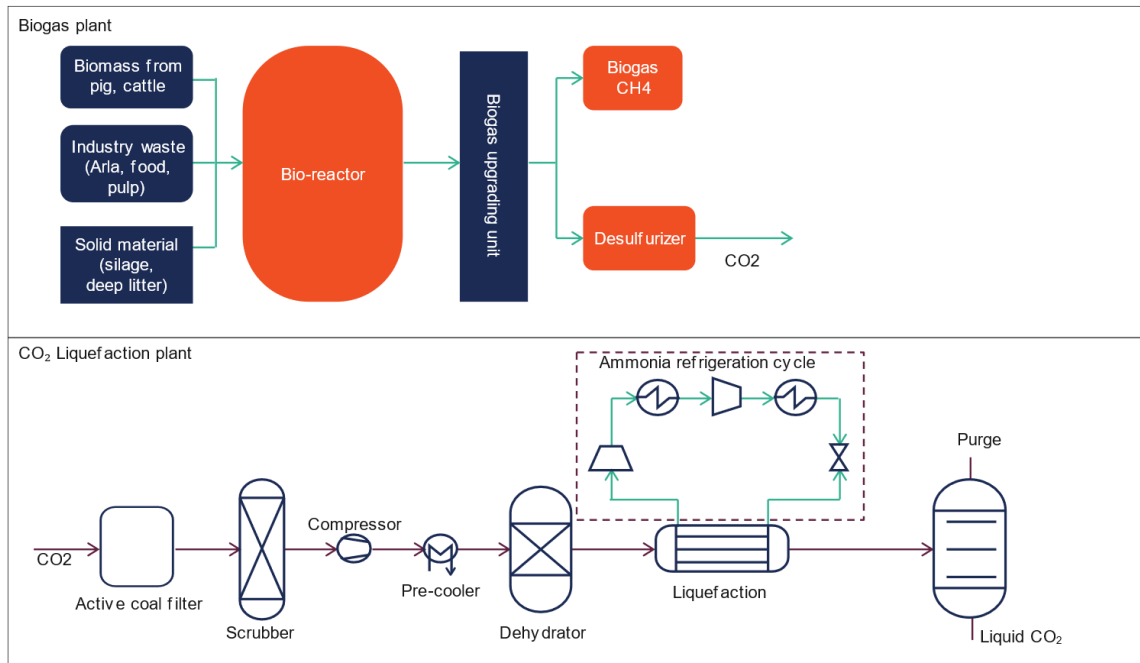 Biogas plant
Biomass from
pig, cattle
Industry waste
(Arla, food,
pulp)
Solid material
(silage,
deep litter)
Bio-reactor
Biogas upgrading unit
Biogas
CH4
Desulfurizer
CO2
CO₂ Liquefaction plant
Ammonia refrigeration cycle
Purge
Compressor
CO2
Pre-cooler
Liquefaction
Active coal filter
Scrubber
Dehydrator
Liquid CO₂